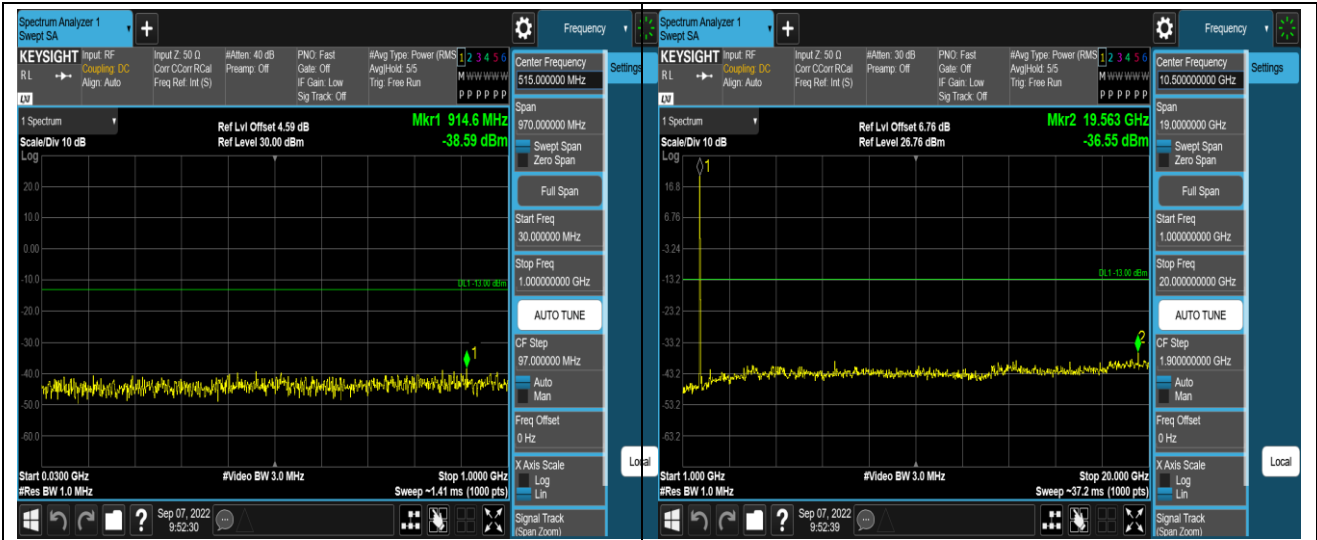 Spectrum Analyzer 1
Swept SA
+
Frequency
KEYSIGHT Input: RF Input Z: 50 Ω #Atten: 40 dB PNO: Fast #Avg Type: Power (RMS 1 2 3 4 5 6
RL Coupling: DC Corr CCorr RCal Preamp: Off Gate: Off Avg|Hold: 5/5 M W W W W W
Align: Auto Freq Ref: Int (S) IF Gain: Low Trig: Free Run
Sig Track: Off P P P P P P
LXI
1 Spectrum
Ref Lvl Offset 4.59 dB
Mkr1 914.6 MHz
Scale/Div 10 dB
Ref Level 30.00 dBm
-38.59 dBm
Log
20.0
10.0
0.00
-10.0
DL1 -13.00 dBm
-20.0
-30.0
1
-40.0
-50.0
-60.0
Start 0.0300 GHz #Video BW 3.0 MHz Stop 1.0000 GHz
#Res BW 1.0 MHz Sweep ~1.41 ms (1000 pts)
? Sep 07, 2022
9:52:30
Center Frequency
515.000000 MHz
Settings
Span
970.000000 MHz
Swept Span
Zero Span
Full Span
Start Freq
30.000000 MHz
Stop Freq
1.000000000 GHz
AUTO TUNE
CF Step
97.000000 MHz
Auto
Man
Freq Offset
0 Hz
X Axis Scale
Log
Lin
Local
Signal Track
(Span Zoom)
Spectrum Analyzer 1
Swept SA
+
Frequency
KEYSIGHT Input: RF Input Z: 50 Ω #Atten: 30 dB PNO: Fast #Avg Type: Power (RMS 1 2 3 4 5 6
RL Coupling: DC Corr CCorr RCal Preamp: Off Gate: Off Avg|Hold: 5/5 M W W W W W
Align: Auto Freq Ref: Int (S) IF Gain: Low Trig: Free Run
Sig Track: Off P P P P P P
LXI
1 Spectrum
Ref Lvl Offset 6.76 dB
Mkr2 19.563 GHz
Scale/Div 10 dB
Ref Level 26.76 dBm
-36.55 dBm
Log
1
16.8
6.76
-3.24
-13.2
DL1 -13.00 dBm
-23.2
-33.2
2
-43.2
-53.2
-63.2
Start 1.000 GHz #Video BW 3.0 MHz Stop 20.000 GHz
#Res BW 1.0 MHz Sweep ~37.2 ms (1000 pts)
? Sep 07, 2022
9:52:39
Center Frequency
10.500000000 GHz
Settings
Span
19.0000000 GHz
Swept Span
Zero Span
Full Span
Start Freq
1.000000000 GHz
Stop Freq
20.000000000 GHz
AUTO TUNE
CF Step
1.900000000 GHz
Auto
Man
Freq Offset
0 Hz
X Axis Scale
Log
Lin
Local
Signal Track
(Span Zoom)